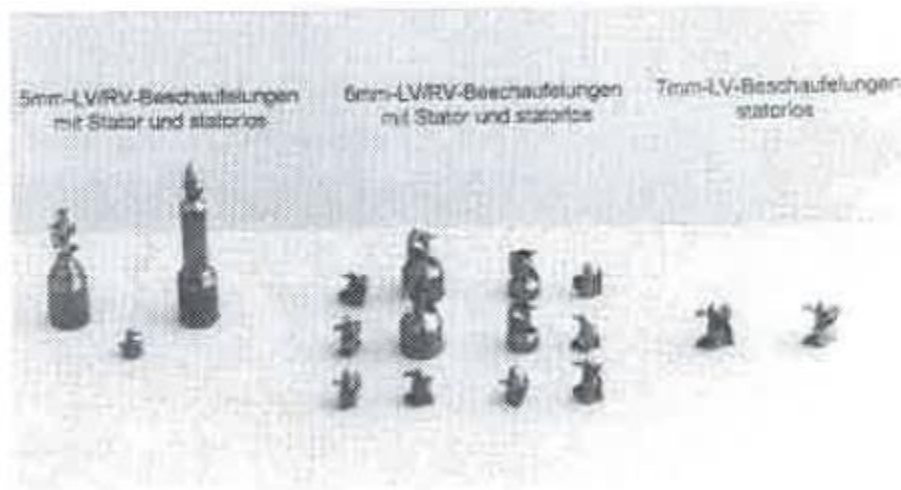 5mm-LV/RV-Beschaufelungen
mit Stator und statorlos
6mm-LV/RV-Beschaufelungen
mit Stator und statorlos
7mm-LV-Beschaufelungen
statorlos